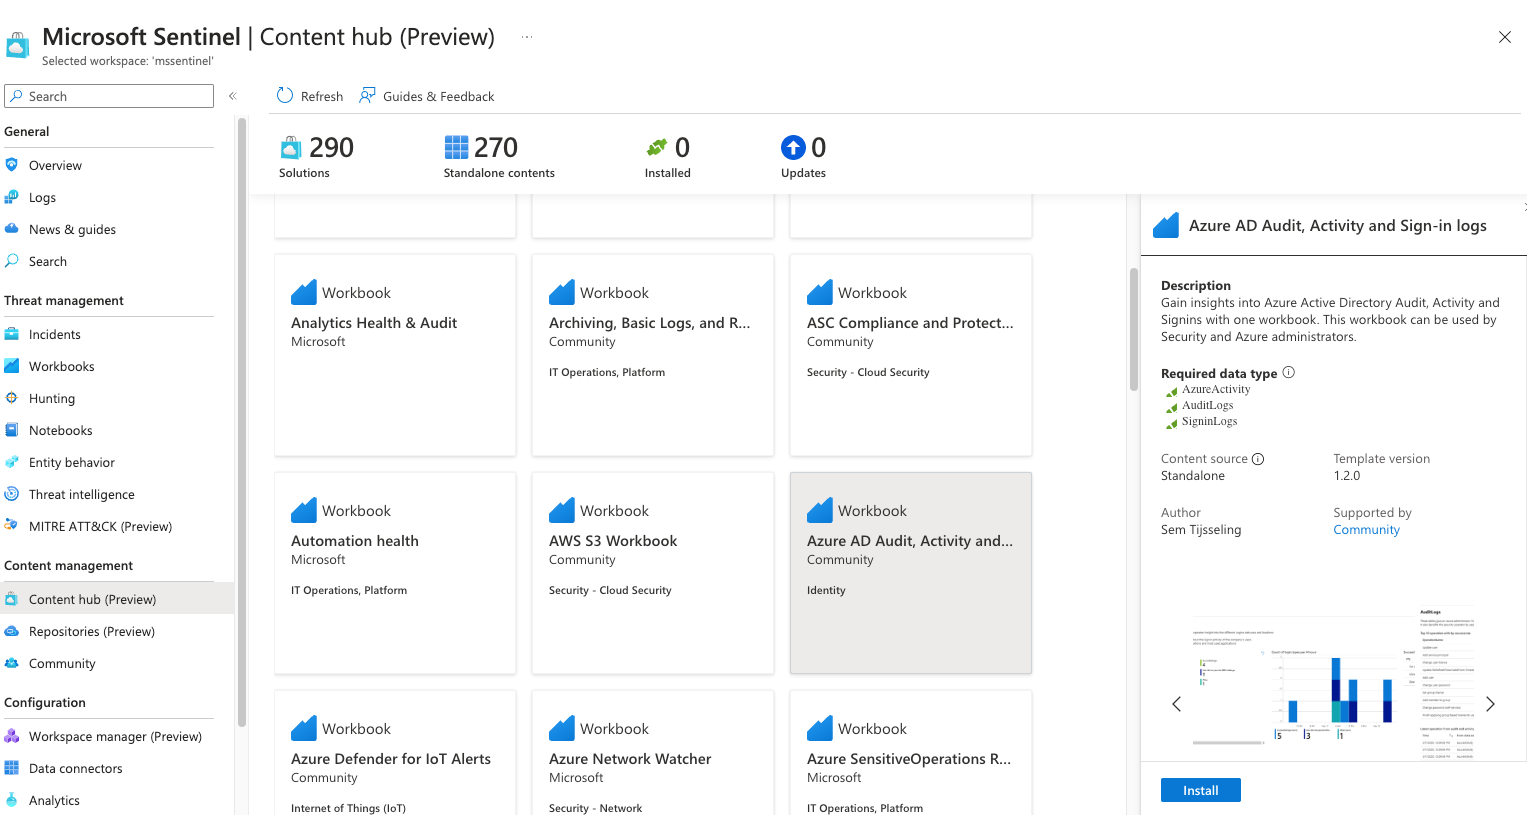 Microsoft Sentinel | Content hub (Preview) ...
Selected workspace: 'mssentinel'
Search
«
Refresh
Guides & Feedback
General
Overview
Logs
News & guides
Search
Threat management
Incidents
Workbooks
Hunting
Notebooks
Entity behavior
Threat intelligence
MITRE ATT&CK (Preview)
Content management
Content hub (Preview)
Repositories (Preview)
Community
Configuration
Workspace manager (Preview)
Data connectors
Analytics
290
Solutions
270
Standalone contents
0
Installed
0
Updates
Workbook
Analytics Health & Audit
Microsoft
Workbook
Archiving, Basic Logs, and R...
Community
IT Operations, Platform
Workbook
ASC Compliance and Protect...
Community
Security - Cloud Security
Workbook
Automation health
Microsoft
IT Operations, Platform
Workbook
AWS S3 Workbook
Community
Security - Cloud Security
Workbook
Azure AD Audit, Activity and...
Community
Identity
Workbook
Azure Defender for IoT Alerts
Community
Internet of Things (IoT)
Workbook
Azure Network Watcher
Microsoft
Security - Network
Workbook
Azure SensitiveOperations R...
Microsoft
IT Operations, Platform
Azure AD Audit, Activity and Sign-in logs
Description
Gain insights into Azure Active Directory Audit, Activity and
Signins with one workbook. This workbook can be used by
Security and Azure administrators.
Required data type
AzureActivity
AuditLogs
SigninLogs
Content source
Standalone
Template version
1.2.0
Author
Sem Tijsseling
Supported by
Community
AuditLogs
5
3
1
Install